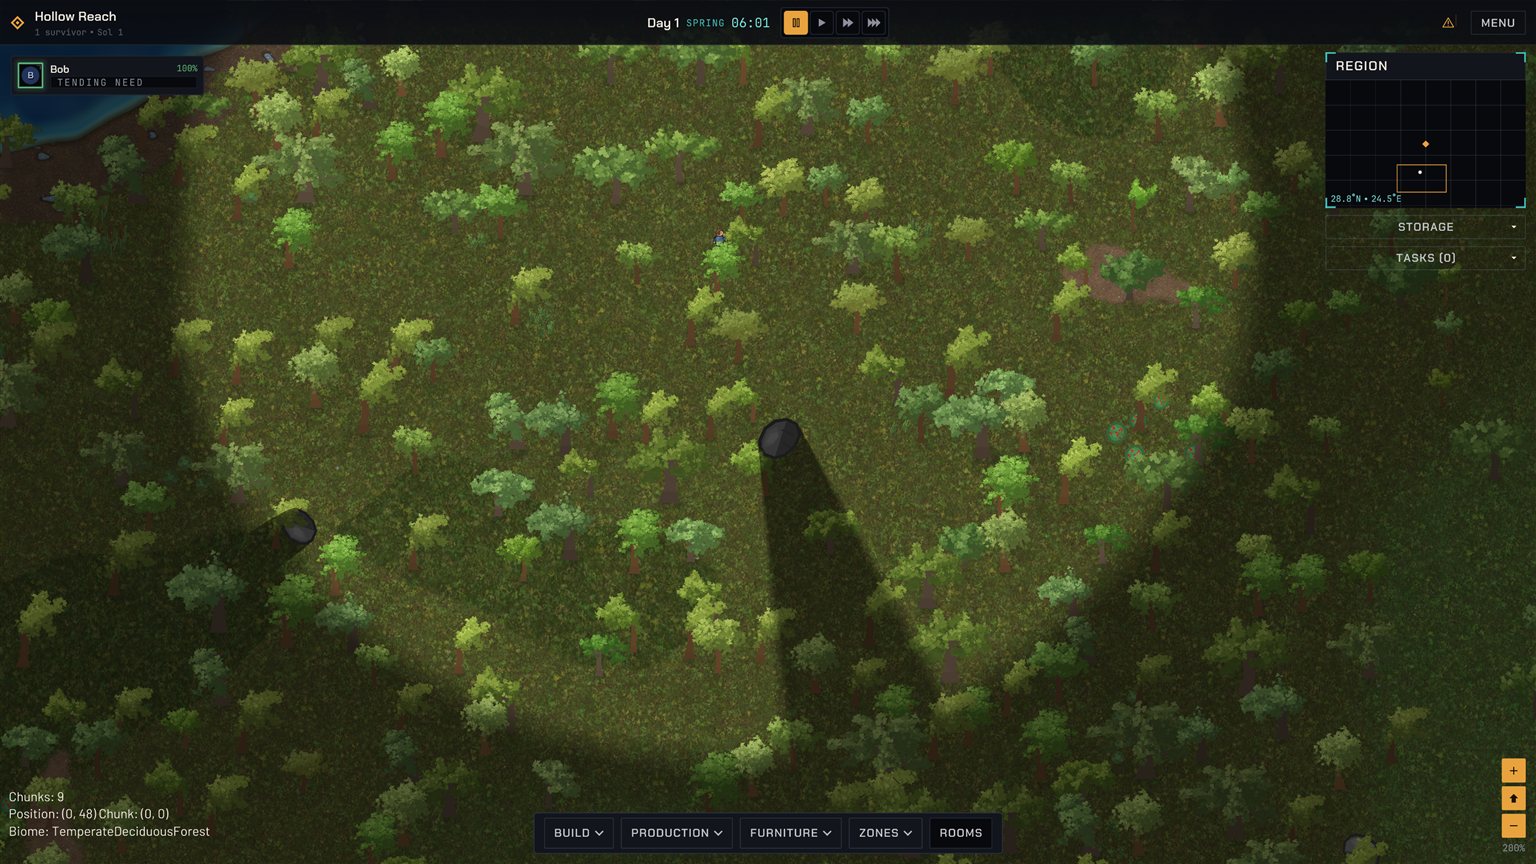 Hollow Reach
1 survivor • Sol 1
Day 1 SPRING 06:01
MENU
B
Bob
100%
TENDING NEED
REGION
28.8°N • 24.5°E
STORAGE
TASKS (0)
Chunks: 9
Position: (0, 48) Chunk: (0, 0)
Biome: TemperateDeciduousForest
BUILD
PRODUCTION
FURNITURE
ZONES
ROOMS
+
−
200%